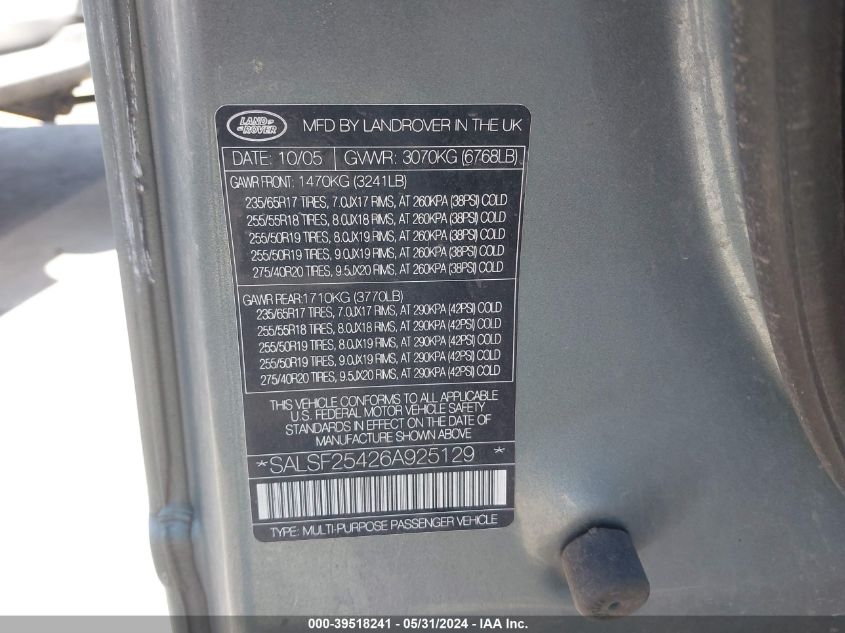 LAND
ROVER
MFD BY LANDROVER IN THE UK
DATE: 10/05 GVWR: 3070KG (6768LB)
GAWR FRONT: 1470KG (3241LB)
235/65R17 TIRES, 7.0JX17 RIMS, AT 260KPA (38PSI) COLD
255/55R18 TIRES, 8.0JX18 RIMS, AT 260KPA (38PSI) COLD
255/50R19 TIRES, 8.0JX19 RIMS, AT 260KPA (38PSI) COLD
255/50R19 TIRES, 9.0JX19 RIMS, AT 260KPA (38PSI) COLD
275/40R20 TIRES, 9.5JX20 RIMS, AT 260KPA (38PSI) COLD
GAWR REAR:1710KG (3770LB)
235/65R17 TIRES, 7.0JX17 RIMS, AT 290KPA (42PSI) COLD
255/55R18 TIRES, 8.0JX18 RIMS, AT 290KPA (42PSI) COLD
255/50R19 TIRES, 8.0JX19 RIMS, AT 290KPA (42PSI) COLD
255/50R19 TIRES, 9.0JX19 RIMS, AT 290KPA (42PSI) COLD
275/40R20 TIRES, 9.5JX20 RIMS, AT 290KPA (42PSI) COLD
THIS VEHICLE CONFORMS TO ALL APPLICABLE
U.S. FEDERAL MOTOR VEHICLE SAFETY
STANDARDS IN EFFECT ON THE DATE OF
MANUFACTURE SHOWN ABOVE
*SALSF25426A925129 *
TYPE: MULTI-PURPOSE PASSENGER VEHICLE
000-39518241 - 05/31/2024 - IAA Inc.